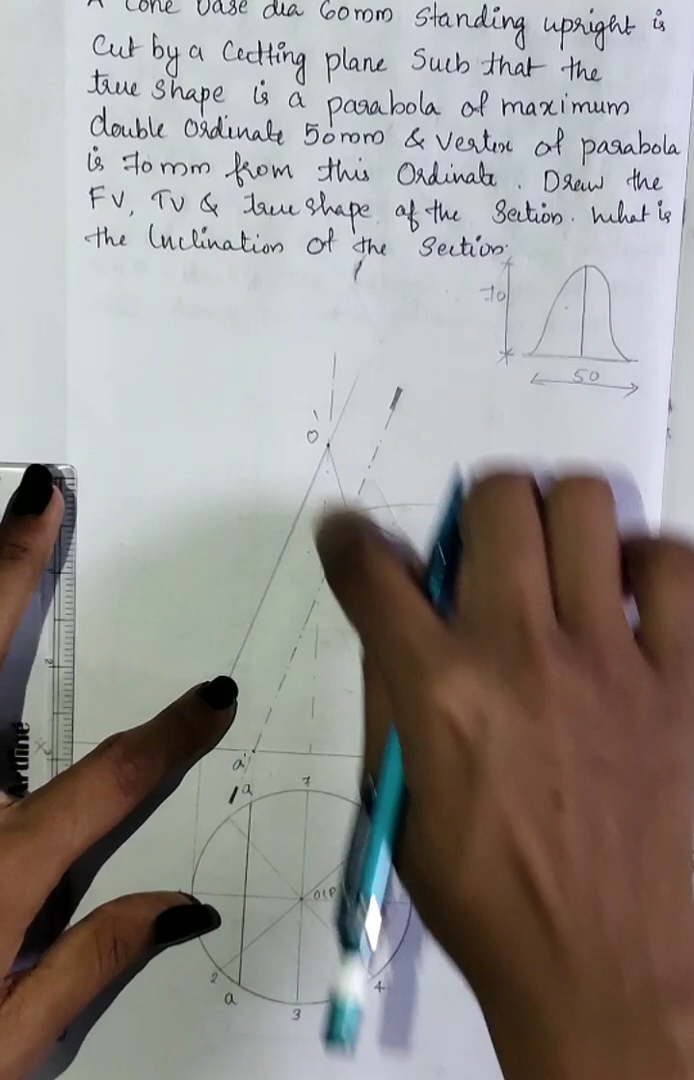 A Cone base dia 60mm standing upright is
Cut by a Cectting plane Such that the
true shape is a parabola of maximum
double ordinate 50mm & vertex of parabola
is 70mm from this Ordinate. Draw the
FV, TV & true shape of the Section. What is
the Inclination of the Section.
70
50
o'
a'
a
7
2
a
3
4